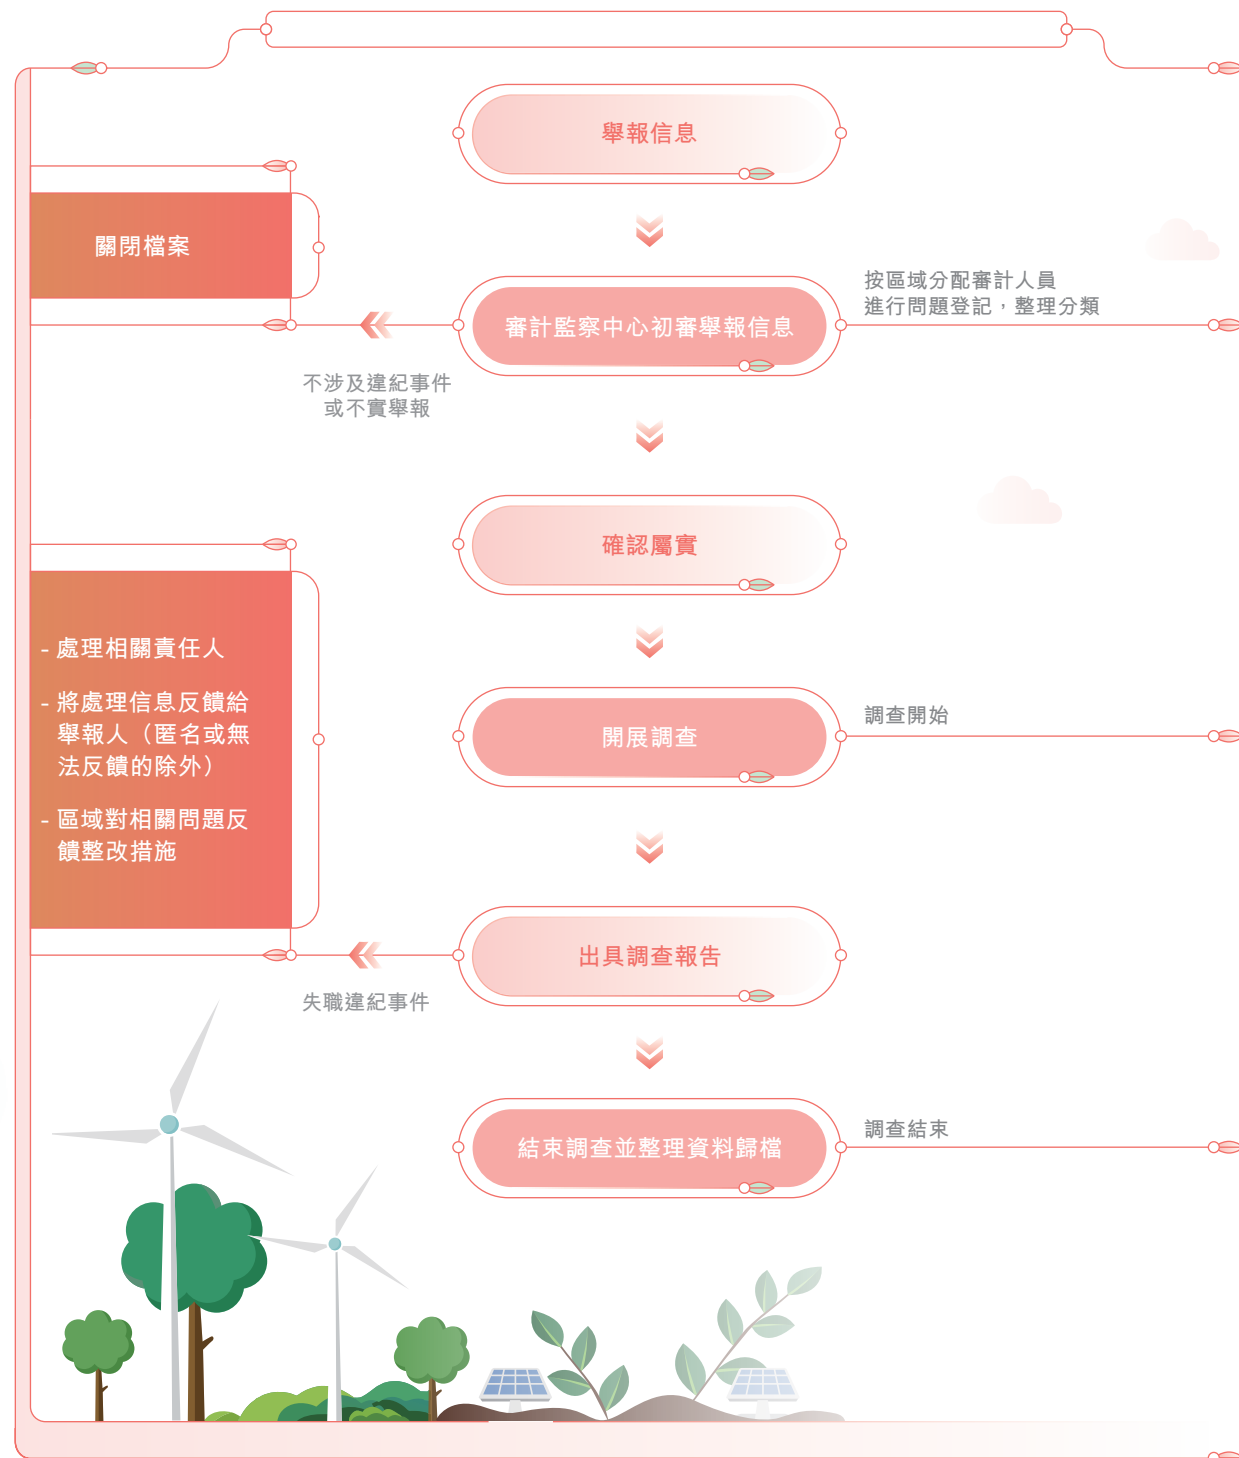 舉報信息
關閉檔案
按區域分配審計人員
進行問題登記，整理分類
審計監察中心初審舉報信息
不涉及違紀事件
或不實舉報
確認屬實
- 處理相關責任人
- 將處理信息反饋給
舉報人（匿名或無
法反饋的除外）
- 區域對相關問題反
饋整改措施
調查開始
開展調查
出具調查報告
失職違紀事件
調查結束
結束調查並整理資料歸檔